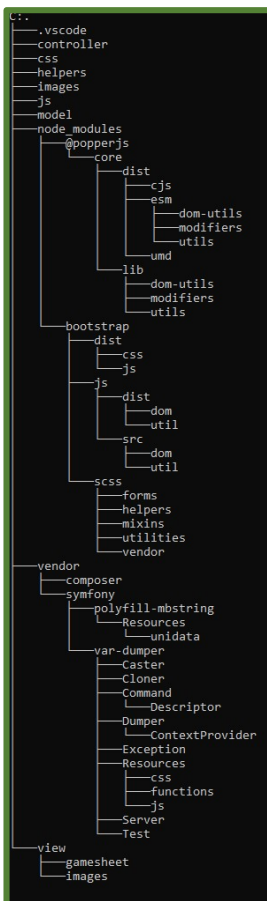 C:.
├───.vscode
├───controller
├───css
├───helpers
├───images
├───js
├───model
├───node_modules
│   ├───@popperjs
│   │   └───core
│   │       ├───dist
│   │       │   ├───cjs
│   │       │   ├───esm
│   │       │   │   ├───dom-utils
│   │       │   │   ├───modifiers
│   │       │   │   └───utils
│   │       │   └───umd
│   │       └───lib
│   │           ├───dom-utils
│   │           ├───modifiers
│   │           └───utils
│   └───bootstrap
│       ├───dist
│       │   ├───css
│       │   └───js
│       ├───js
│       │   ├───dist
│       │   │   ├───dom
│       │   │   └───util
│       │   └───src
│       │       ├───dom
│       │       └───util
│       └───scss
│           ├───forms
│           ├───helpers
│           ├───mixins
│           ├───utilities
│           └───vendor
├───vendor
│   ├───composer
│   └───symfony
│       ├───polyfill-mbstring
│       │   └───Resources
│       │       └───unidata
│       └───var-dumper
│           ├───Caster
│           ├───Cloner
│           ├───Command
│           │   └───Descriptor
│           ├───Dumper
│           │   └───ContextProvider
│           ├───Exception
│           ├───Resources
│           │   ├───css
│           │   ├───functions
│           │   └───js
│           ├───Server
│           └───Test
└───view
    ├───gamesheet
    └───images